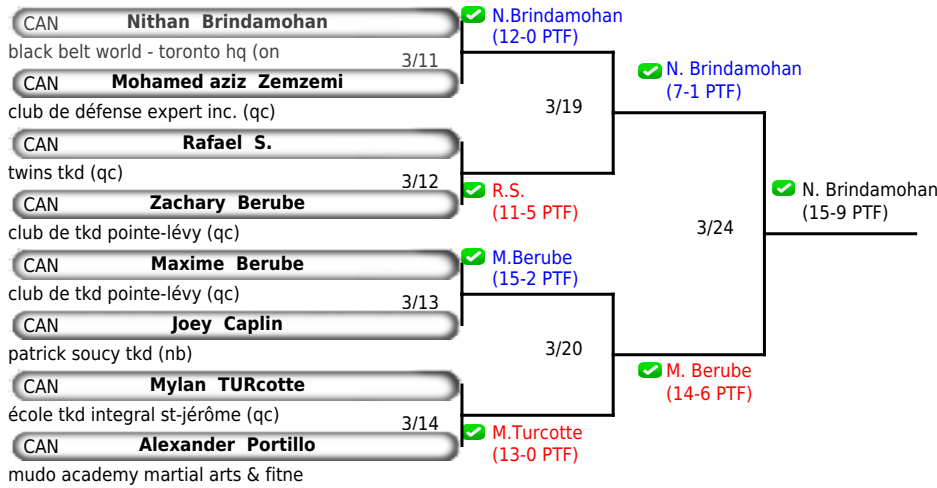 CAN Nithan Brindamohan
black belt world - toronto hq (on
3/11
CAN Mohamed aziz Zemzemi
club de défense expert inc. (qc)
N.Brindamohan
(12-0 PTF)
CAN Rafael S.
twins tkd (qc)
3/12
CAN Zachary Berube
club de tkd pointe-lévy (qc)
R.S.
(11-5 PTF)
3/19
N. Brindamohan
(7-1 PTF)
CAN Maxime Berube
club de tkd pointe-lévy (qc)
3/13
CAN Joey Caplin
patrick soucy tkd (nb)
M.Berube
(15-2 PTF)
CAN Mylan TURcotte
école tkd integral st-jérôme (qc)
3/14
CAN Alexander Portillo
mudo academy martial arts & fitne
M.Turcotte
(13-0 PTF)
3/20
M. Berube
(14-6 PTF)
3/24
N. Brindamohan
(15-9 PTF)